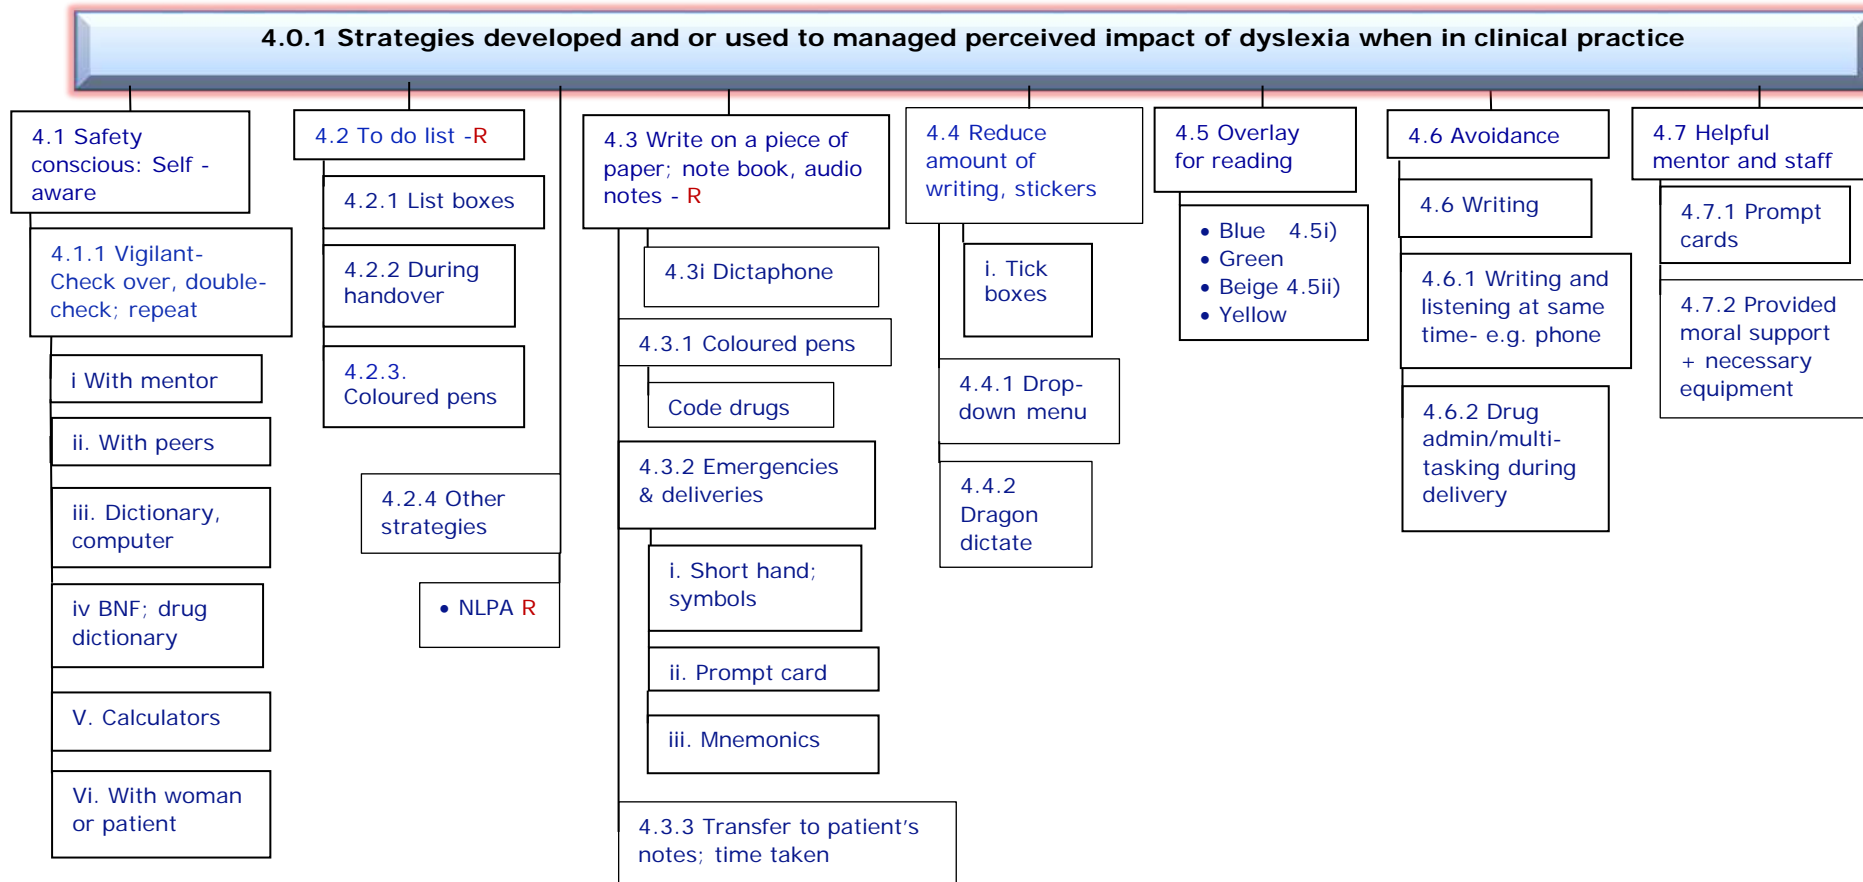 4.0.1 Strategies developed and or used to managed perceived impact of dyslexia when in clinical practice
4.1 Safety
conscious: Self -
aware
4.1.1 Vigilant-
Check over, double-
check; repeat
i With mentor
ii. With peers
iii. Dictionary,
computer
iv BNF; drug
dictionary
V. Calculators
Vi. With woman
or patient
4.2 To do list -R
4.2.1 List boxes
4.2.2 During
handover
4.2.3.
Coloured pens
4.2.4 Other
strategies
• NLPA R
4.3 Write on a piece of
paper; note book, audio
notes - R
4.3i Dictaphone
4.3.1 Coloured pens
Code drugs
4.3.2 Emergencies
& deliveries
i. Short hand;
symbols
ii. Prompt card
iii. Mnemonics
4.3.3 Transfer to patient’s
notes; time taken
4.4 Reduce
amount of
writing, stickers
i. Tick
boxes
4.4.1 Drop-
down menu
4.4.2
Dragon
dictate
4.5 Overlay
for reading
• Blue 4.5i)
• Green
• Beige 4.5ii)
• Yellow
4.6 Avoidance
4.6 Writing
4.6.1 Writing and
listening at same
time- e.g. phone
4.6.2 Drug
admin/multi-
tasking during
delivery
4.7 Helpful
mentor and staff
4.7.1 Prompt
cards
4.7.2 Provided
moral support
+ necessary
equipment